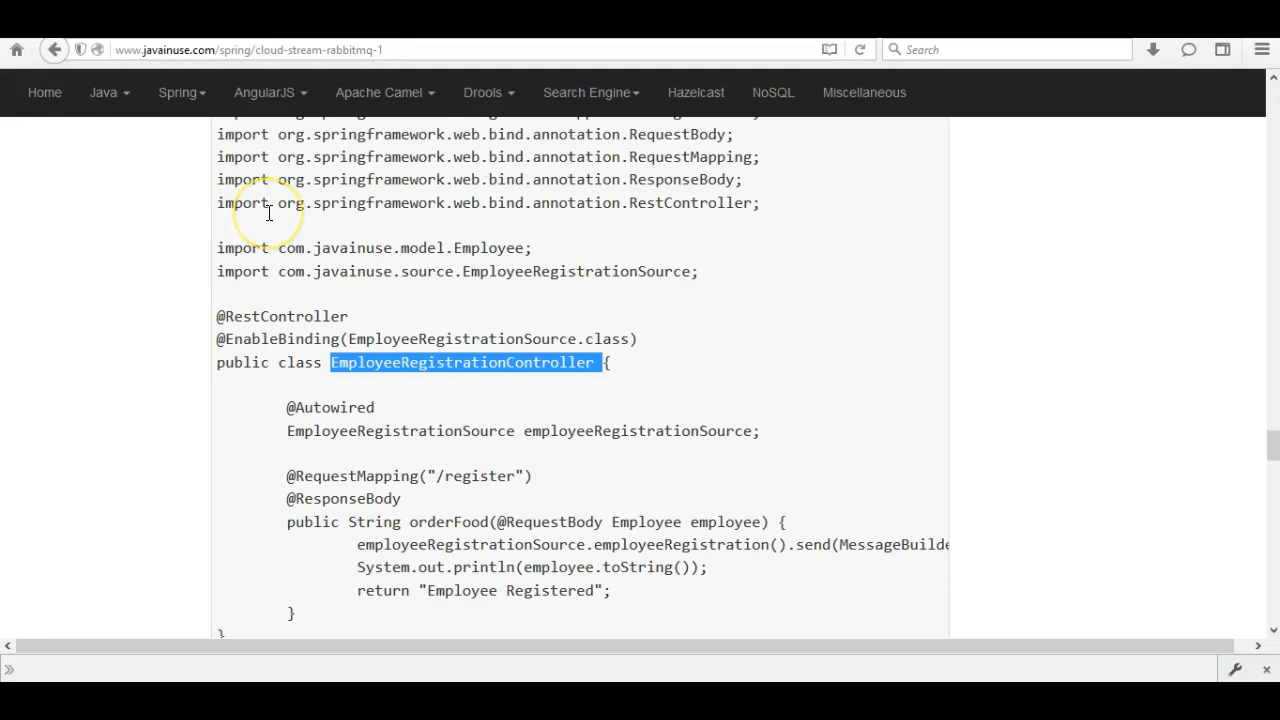 www.javainuse.com/spring/cloud-stream-rabbitmq-1
Search
Home Java Spring AngularJS Apache Camel Drools Search Engine Hazelcast NoSQL Miscellaneous
import org.springframework.web.bind.annotation.RequestBody;
import org.springframework.web.bind.annotation.RequestMapping;
import org.springframework.web.bind.annotation.ResponseBody;
import org.springframework.web.bind.annotation.RestController;
import com.javainuse.model.Employee;
import com.javainuse.source.EmployeeRegistrationSource;
@RestController
@EnableBinding(EmployeeRegistrationSource.class)
public class EmployeeRegistrationController {
@Autowired
EmployeeRegistrationSource employeeRegistrationSource;
@RequestMapping("/register")
@ResponseBody
public String orderFood(@RequestBody Employee employee) {
employeeRegistrationSource.employeeRegistration().send(MessageBuilde
System.out.println(employee.toString());
return "Employee Registered";
}
}